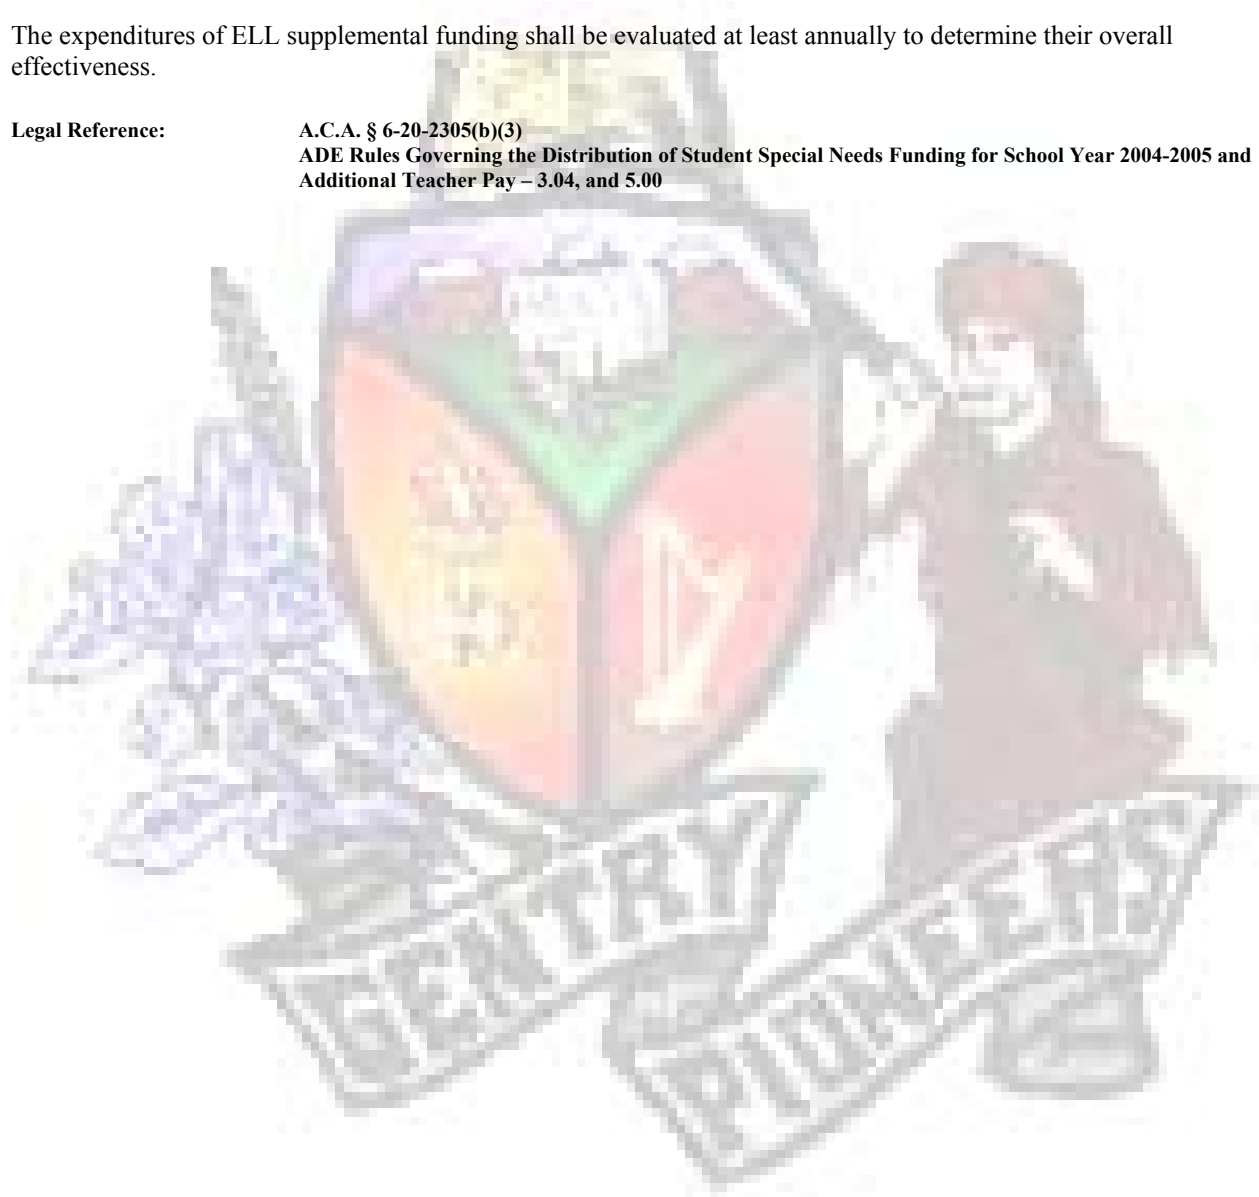 The expenditures of ELL supplemental funding shall be evaluated at least annually to determine their overall
effectiveness.
Legal Reference: A.C.A. § 6-20-2305(b)(3)
ADE Rules Governing the Distribution of Student Special Needs Funding for School Year 2004-2005 and
Additional Teacher Pay – 3.04, and 5.00
GENTRY
PIONEERS